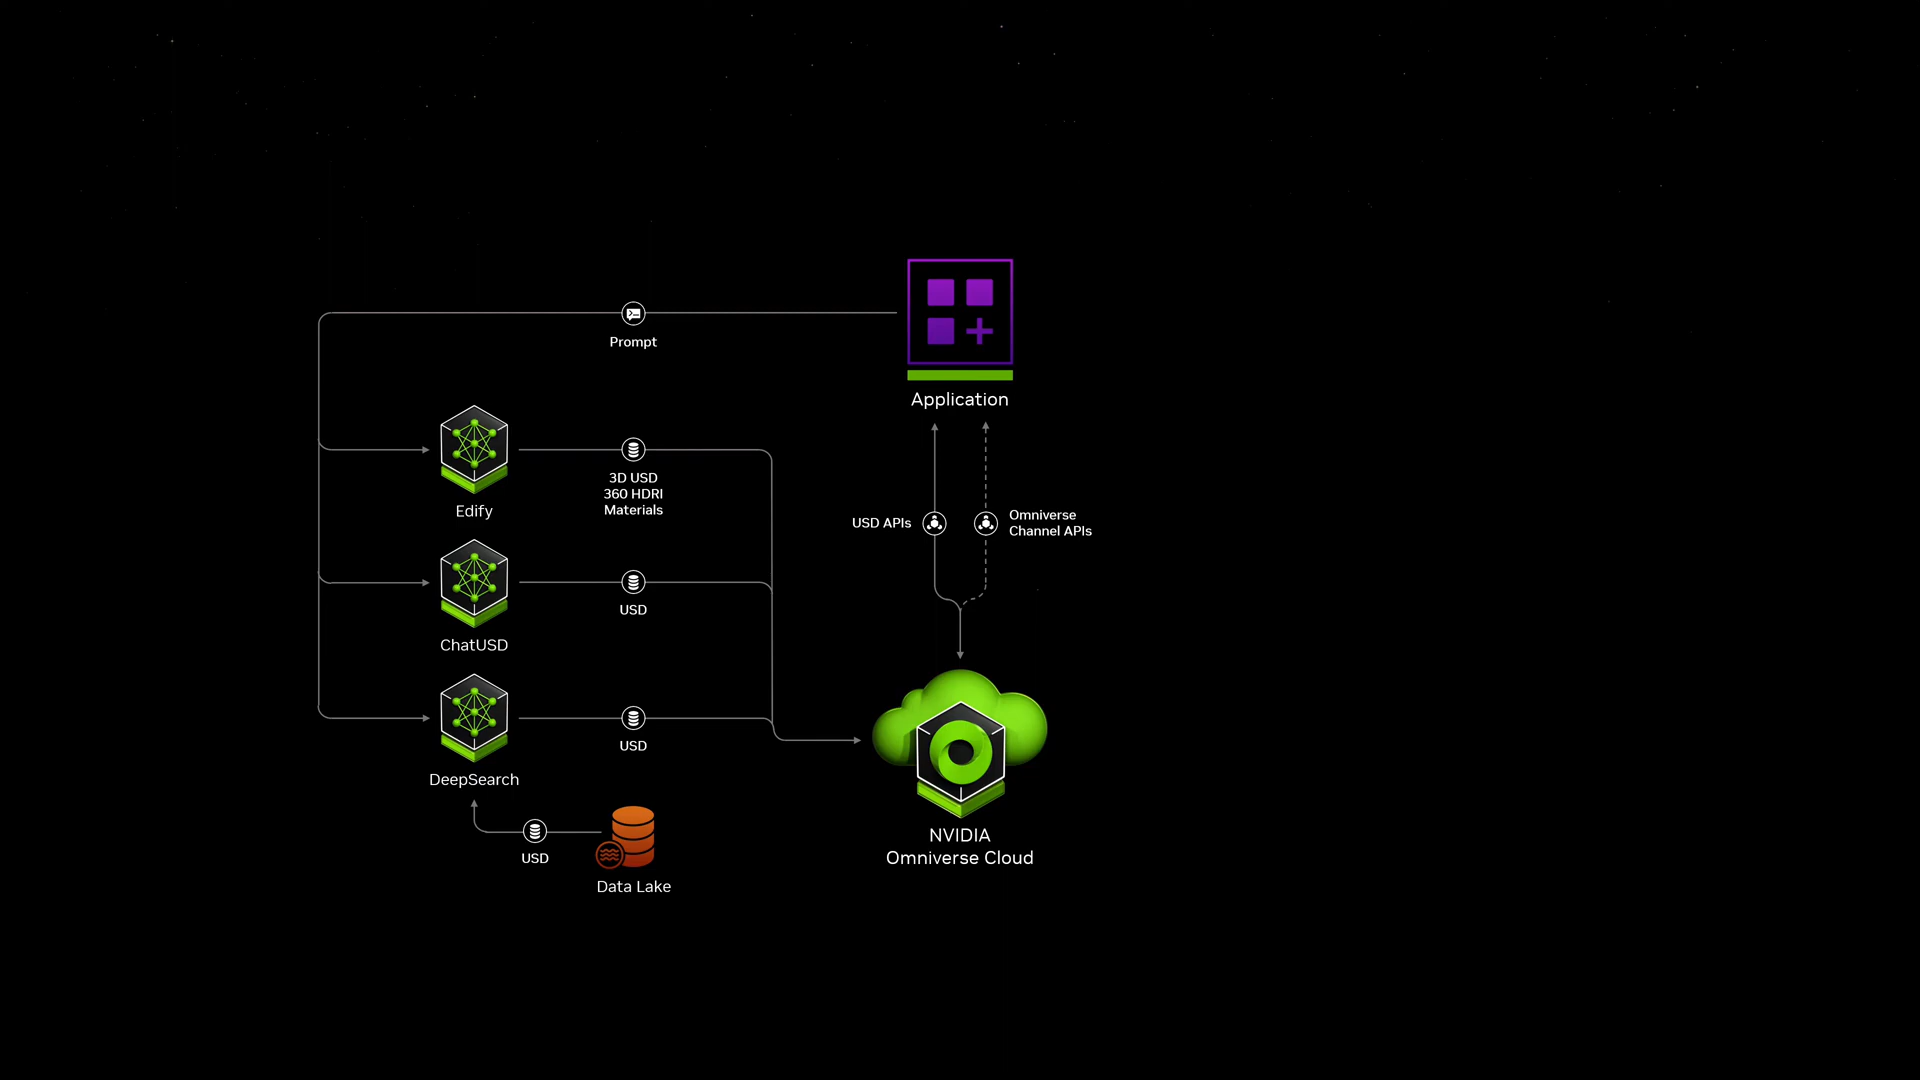 Prompt
Application
3D USD
360 HDRI
Materials
Edify
USD APIs
Omniverse
Channel APIs
USD
ChatUSD
USD
DeepSearch
NVIDIA
Omniverse Cloud
USD
Data Lake